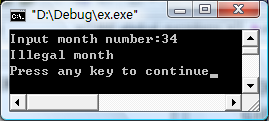 "D:\Debug\ex.exe"
Input month number:34
Illegal month
Press any key to continue